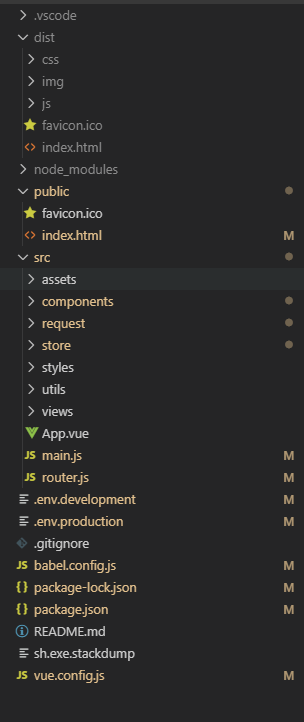 .vscode
dist
css
img
js
favicon.ico
index.html
node_modules
public
favicon.ico
index.html M
src
assets
components
request
store
styles
utils
views
App.vue
JS main.js M
JS router.js M
.env.development M
.env.production M
.gitignore
JS babel.config.js M
{} package-lock.json M
{} package.json M
README.md
sh.exe.stackdump
JS vue.config.js M